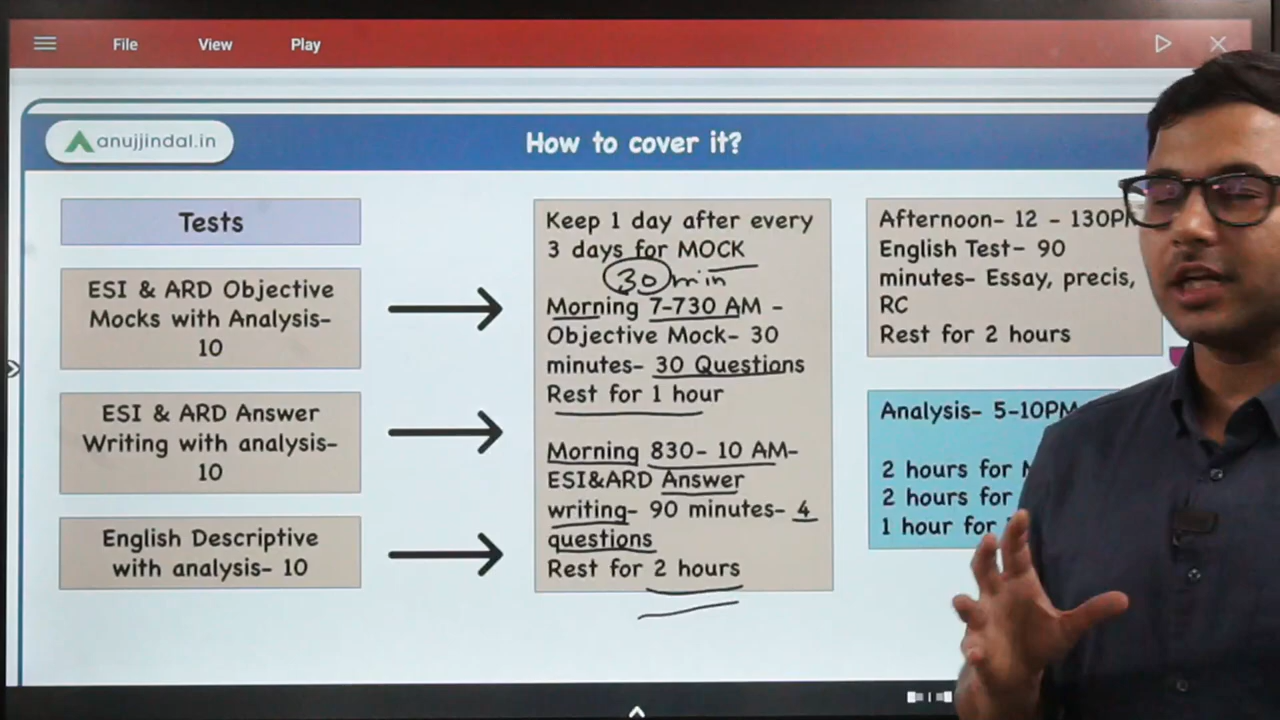 File View Play
anujjindal.in
How to cover it?
Tests
ESI & ARD Objective
Mocks with Analysis-
10
ESI & ARD Answer
Writing with analysis-
10
English Descriptive
with analysis- 10
Keep 1 day after every
3 days for MOCK
30 min
Morning 7-730 AM -
Objective Mock- 30
minutes- 30 Questions
Rest for 1 hour
Morning 830- 10 AM-
ESI&ARD Answer
writing- 90 minutes- 4
questions
Rest for 2 hours
Afternoon- 12 - 130
English Test- 90
minutes- Essay, precis,
RC
Rest for 2 hours
Analysis- 5-10PM
2 hours for
2 hours for
1 hour for